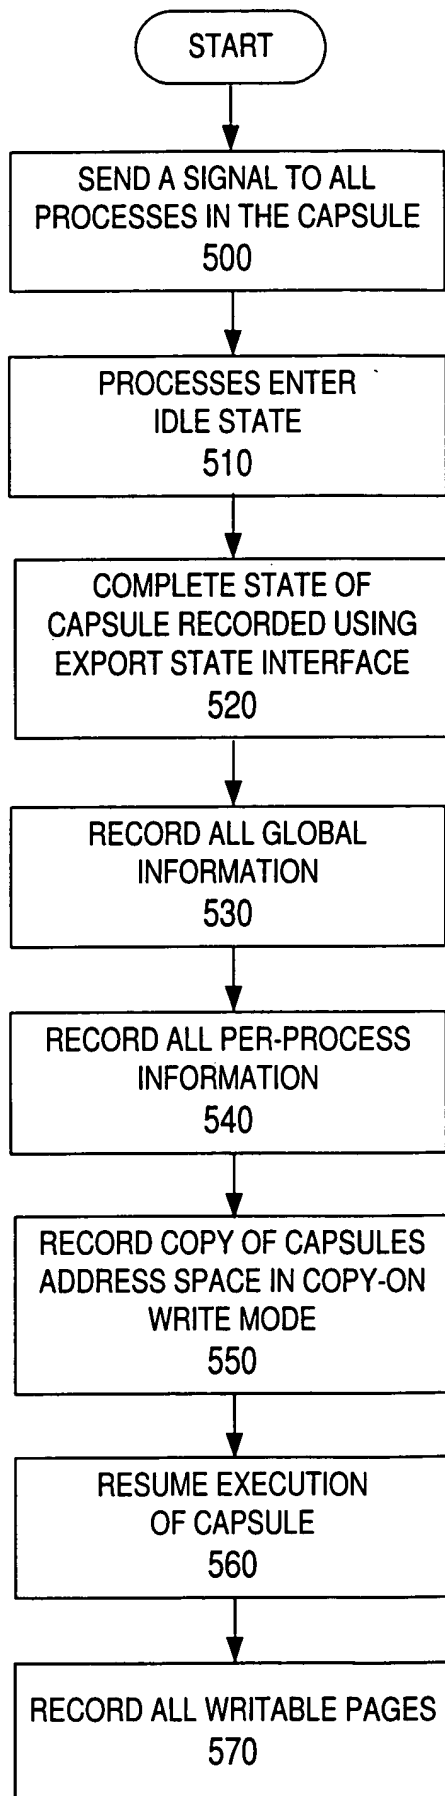 START
SEND A SIGNAL TO ALL
PROCESSES IN THE CAPSULE
500
PROCESSES ENTER
IDLE STATE
510
COMPLETE STATE OF
CAPSULE RECORDED USING
EXPORT STATE INTERFACE
520
RECORD ALL GLOBAL
INFORMATION
530
RECORD ALL PER-PROCESS
INFORMATION
540
RECORD COPY OF CAPSULES
ADDRESS SPACE IN COPY-ON
WRITE MODE
550
RESUME EXECUTION
OF CAPSULE
560
RECORD ALL WRITABLE PAGES
570